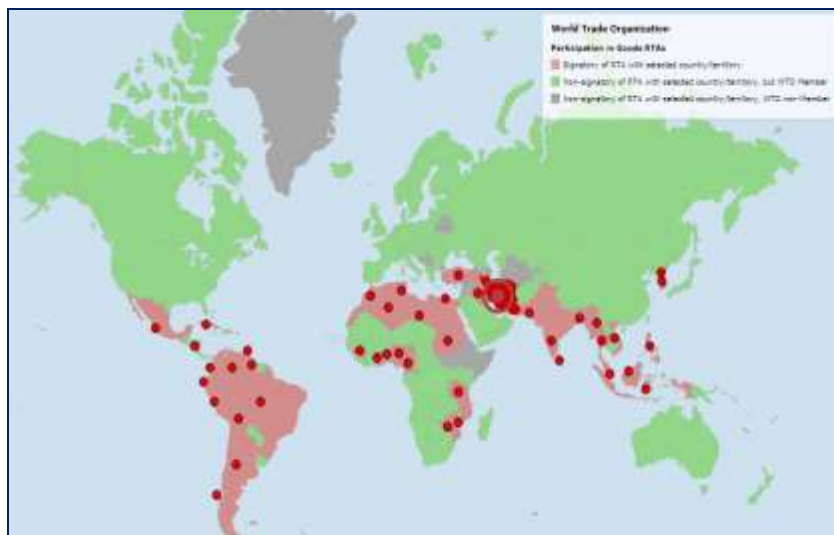 World Trade Organization
Participation in Goods RTAs
Signatory of RTA with selected country/territory
Non-signatory of RTA with selected country/territory, but WTO Member
Non-signatory of RTA with selected country/territory, WTO non-Member